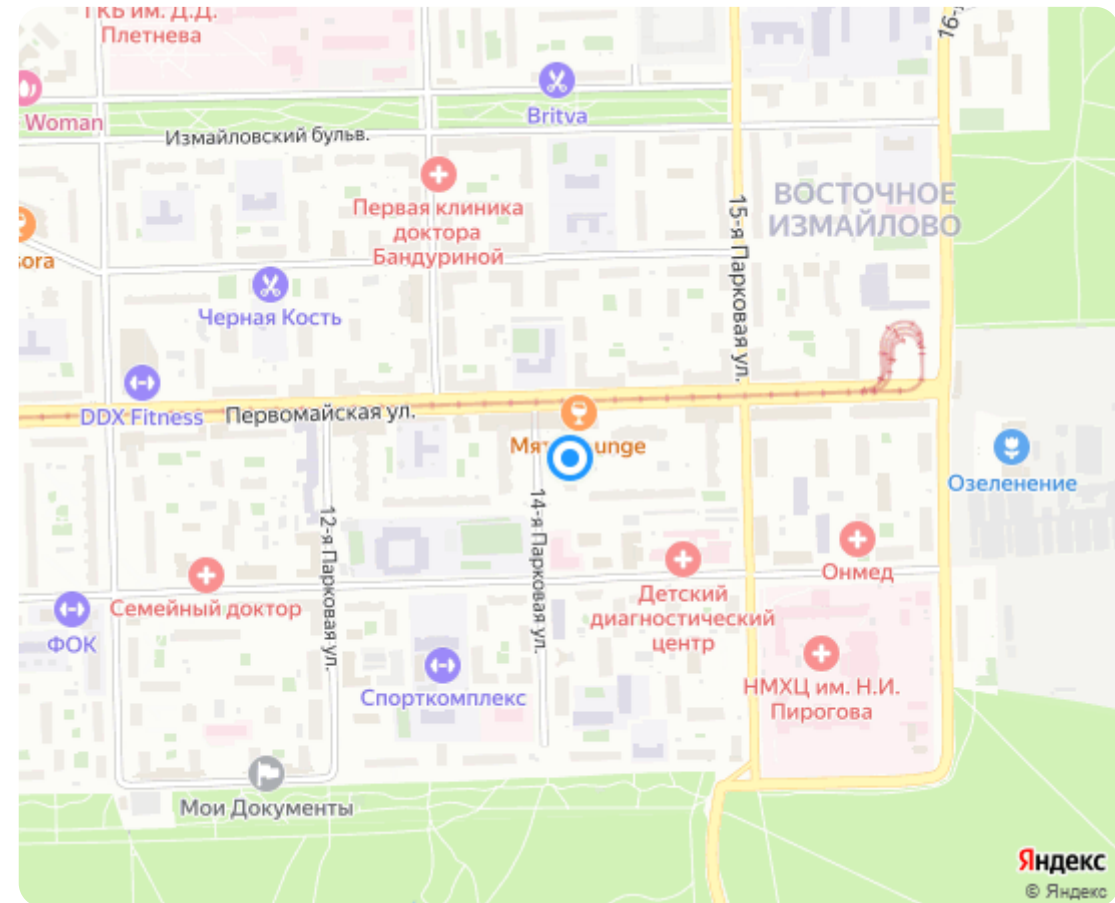 ГКБ им. Д.Д.
Плетнева
16-я
Woman
Britva
Измайловский бульв.
Первая клиника
доктора
Бандуриной
ВОСТОЧНОЕ
ИЗМАЙЛОВО
15-я Парковая ул.
sora
Черная Кость
DDX Fitness
Первомайская ул.
Мят unge
Озеленение
12-я Парковая ул.
14-я Парковая ул.
Семейный доктор
ФОК
Детский
диагностический
центр
Онмед
Спорткомплекс
НМХЦ им. Н.И.
Пирогова
Мои Документы
Яндекс
© Яндекс